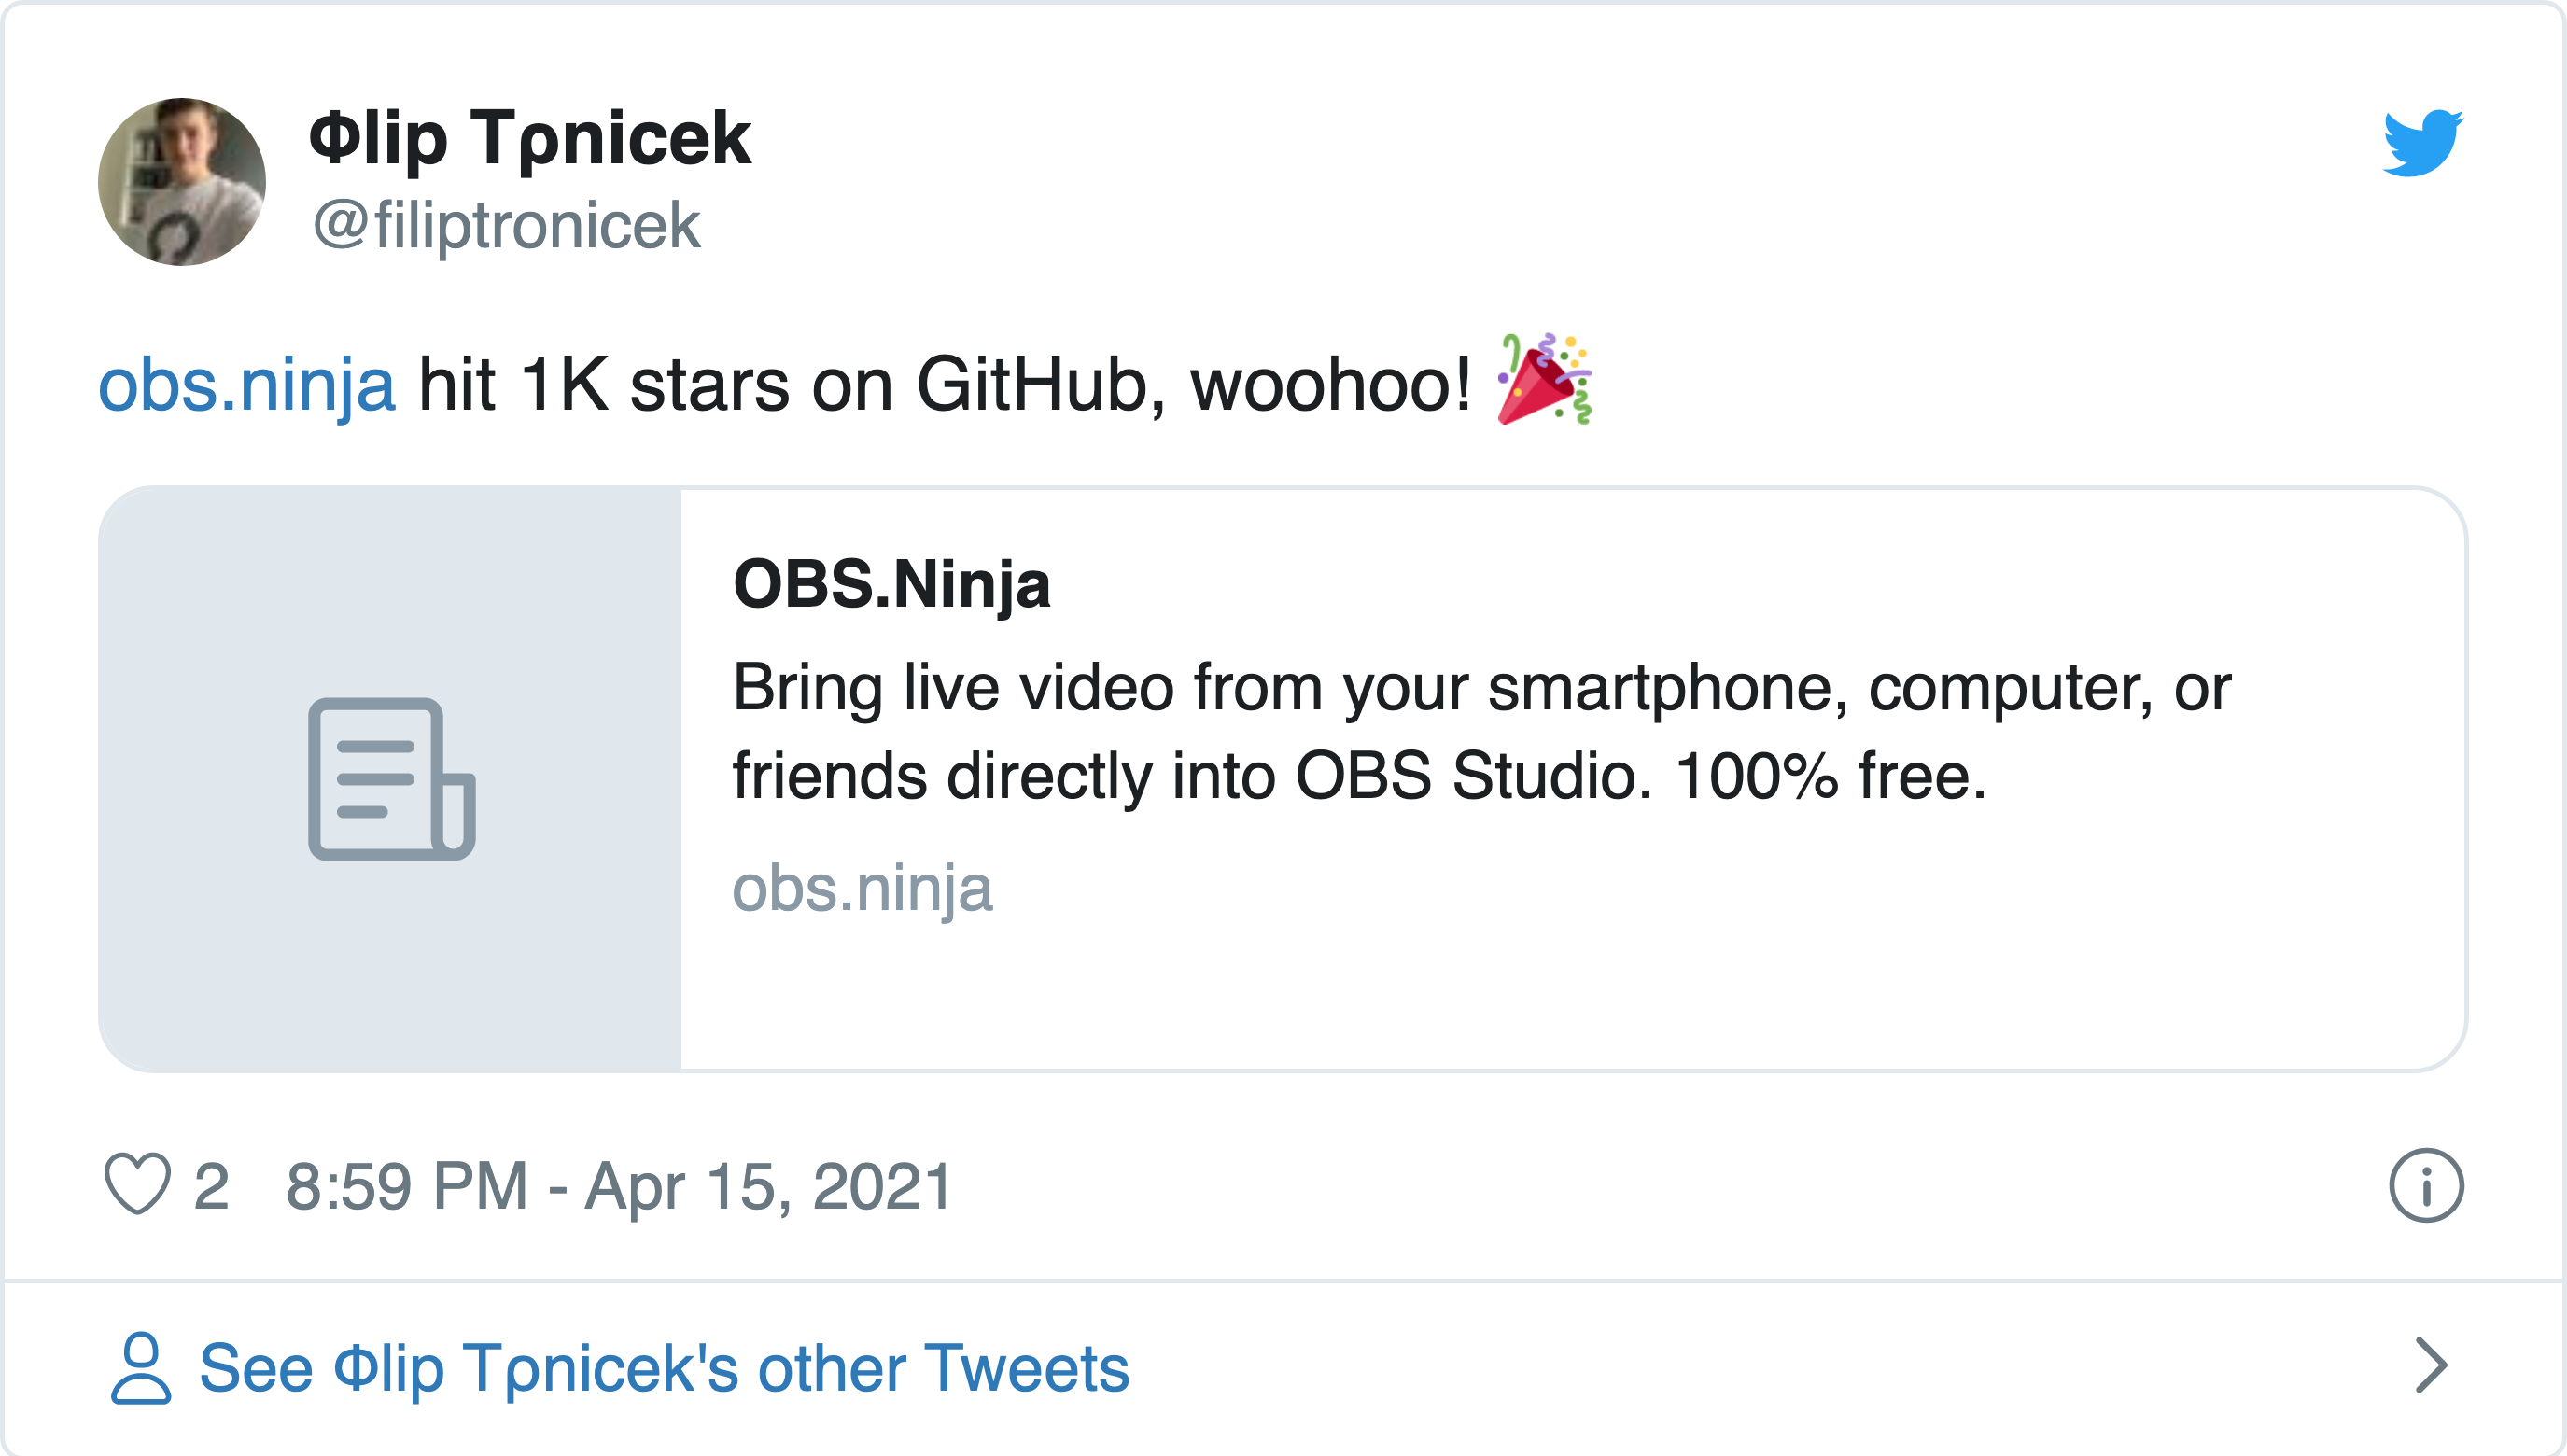 Φlip Tρnicek
@filiptronicek
obs.ninja hit 1K stars on GitHub, woohoo! 🎉
OBS.Ninja
Bring live video from your smartphone, computer, or
friends directly into OBS Studio. 100% free.
obs.ninja
2 8:59 PM - Apr 15, 2021
See Φlip Tρnicek's other Tweets